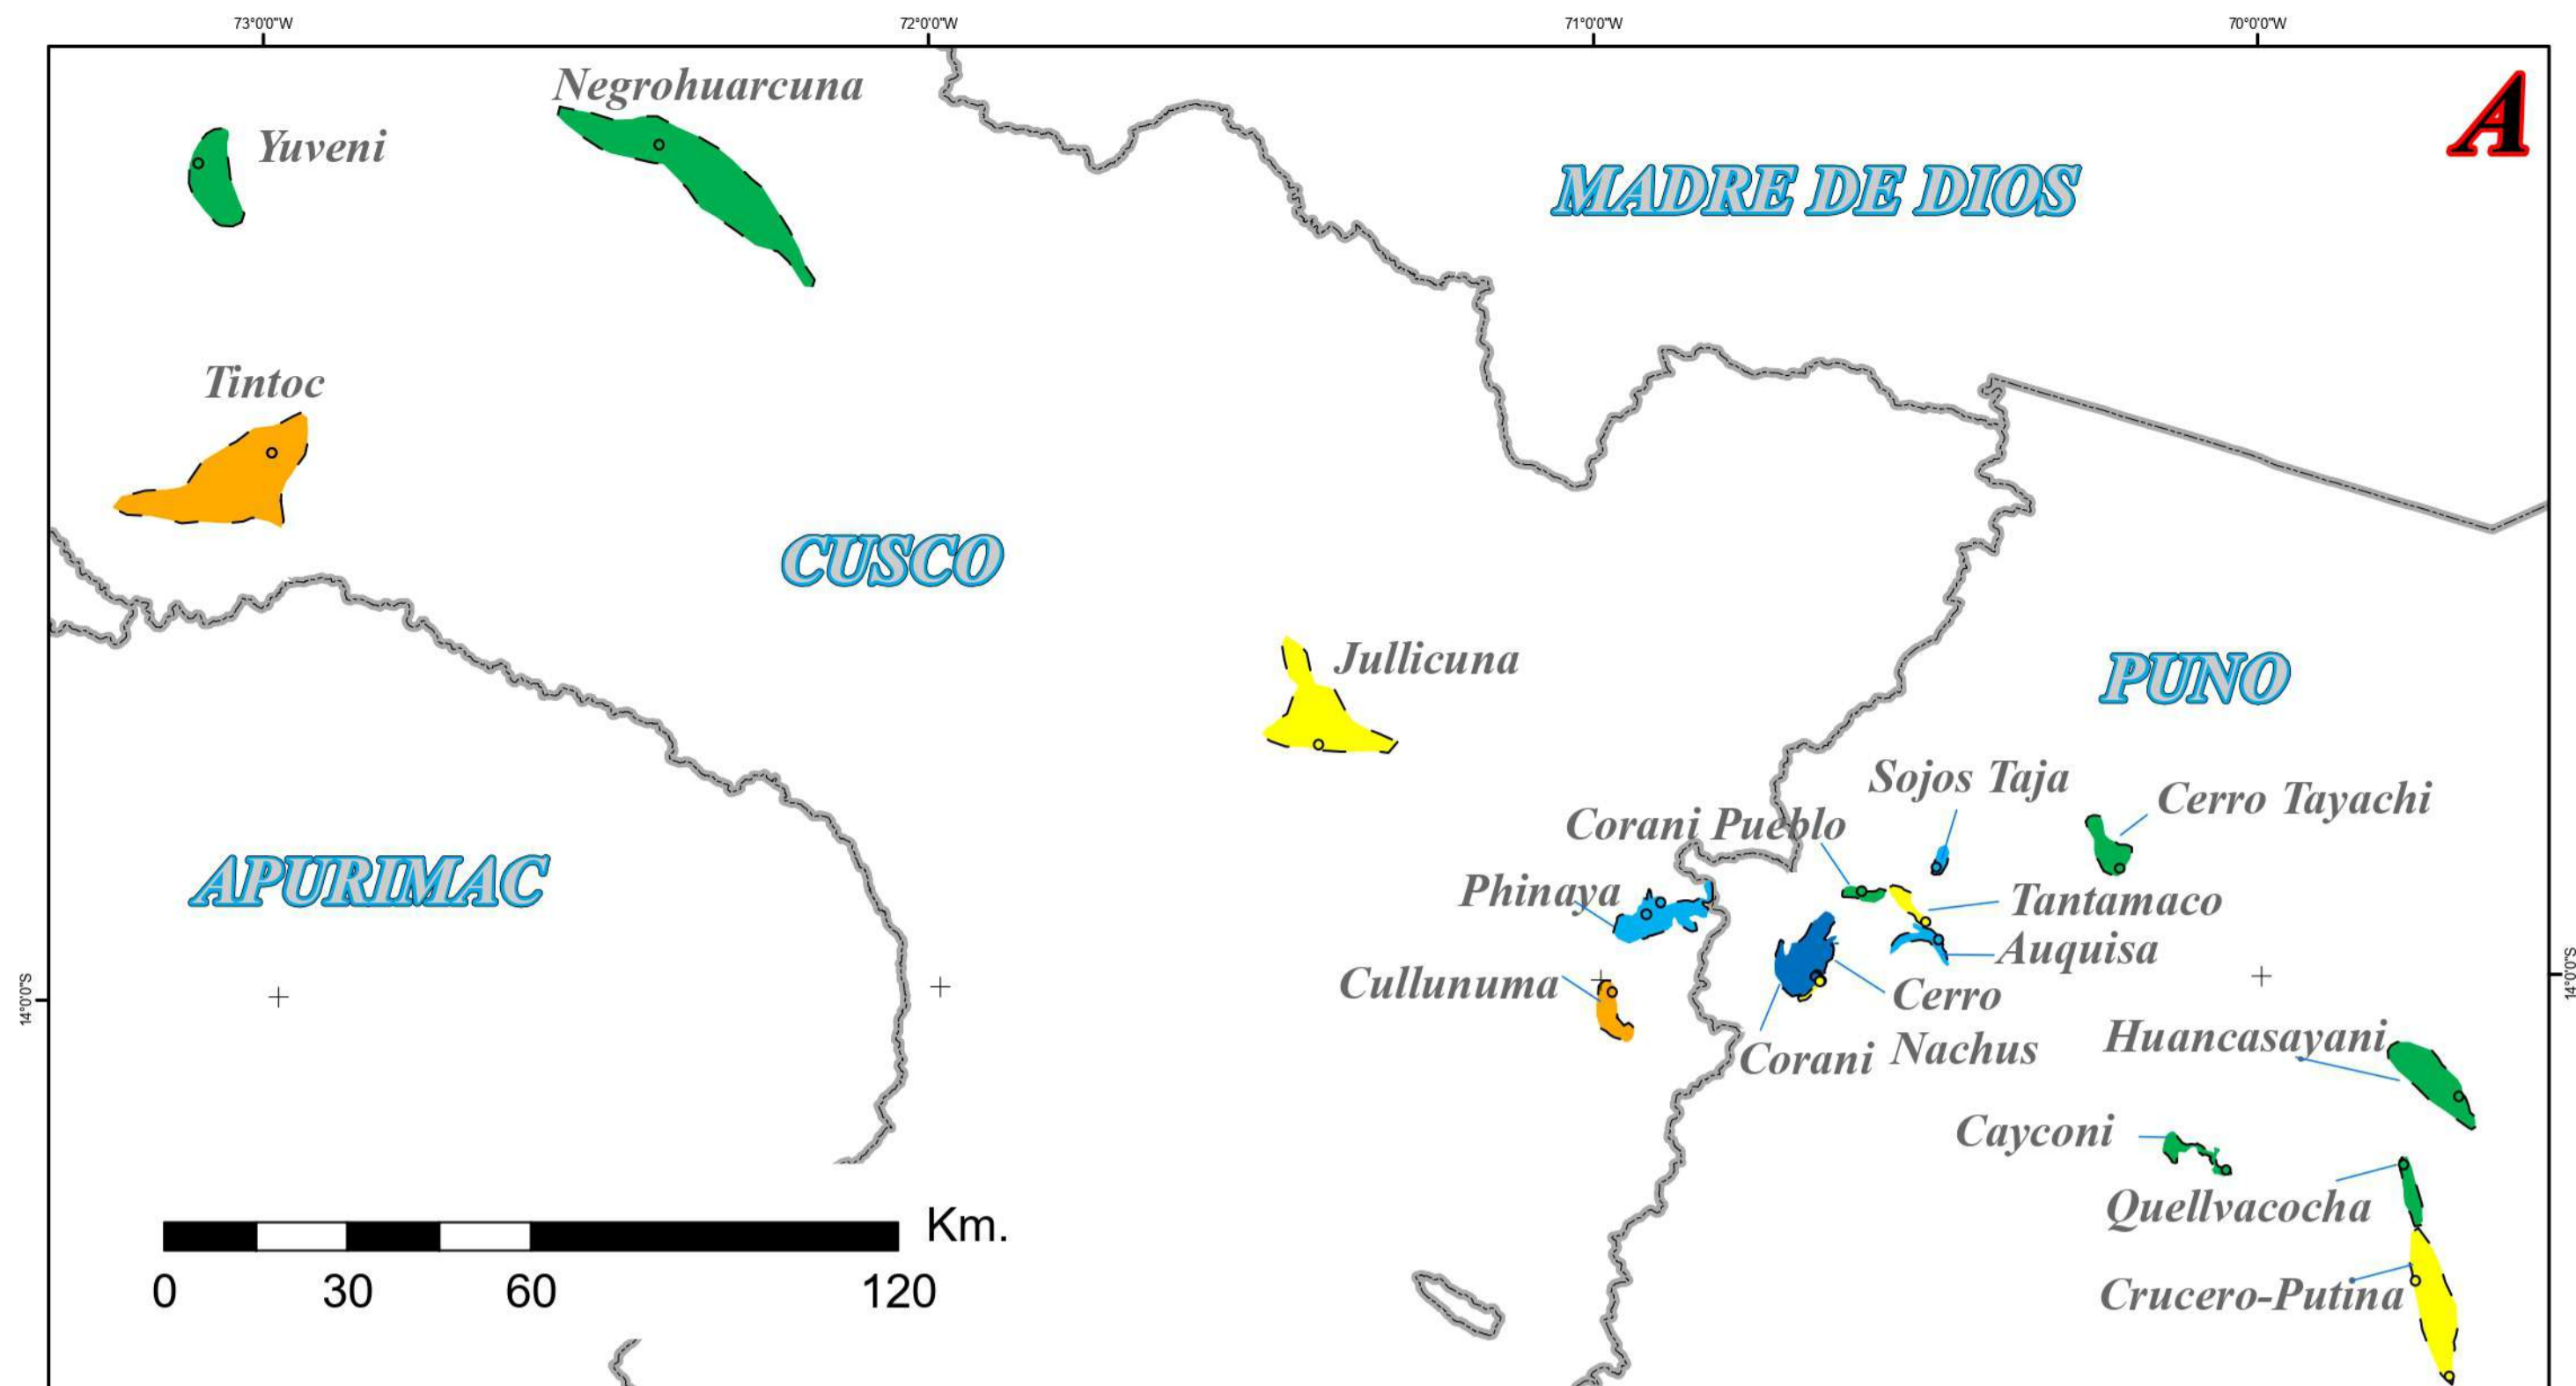 73°0'0"W
72°0'0"W
71°0'0"W
70°0'0"W
A
Negrohuarcuna
Yuveni
MADRE DE DIOS
Tintoc
CUSCO
Jullicuna
PUNO
Sojos Taja
Cerro Tayachi
Corani Pueblo
APURIMAC
Phinaya
Tantamaco
Auquisa
Cullunuma
14°0'0"S
14°0'0"S
Cerro
Nachus
Corani
Huancasayani
Cayconi
Quellvacocha
Crucero-Putina
Km.
0 30 60 120